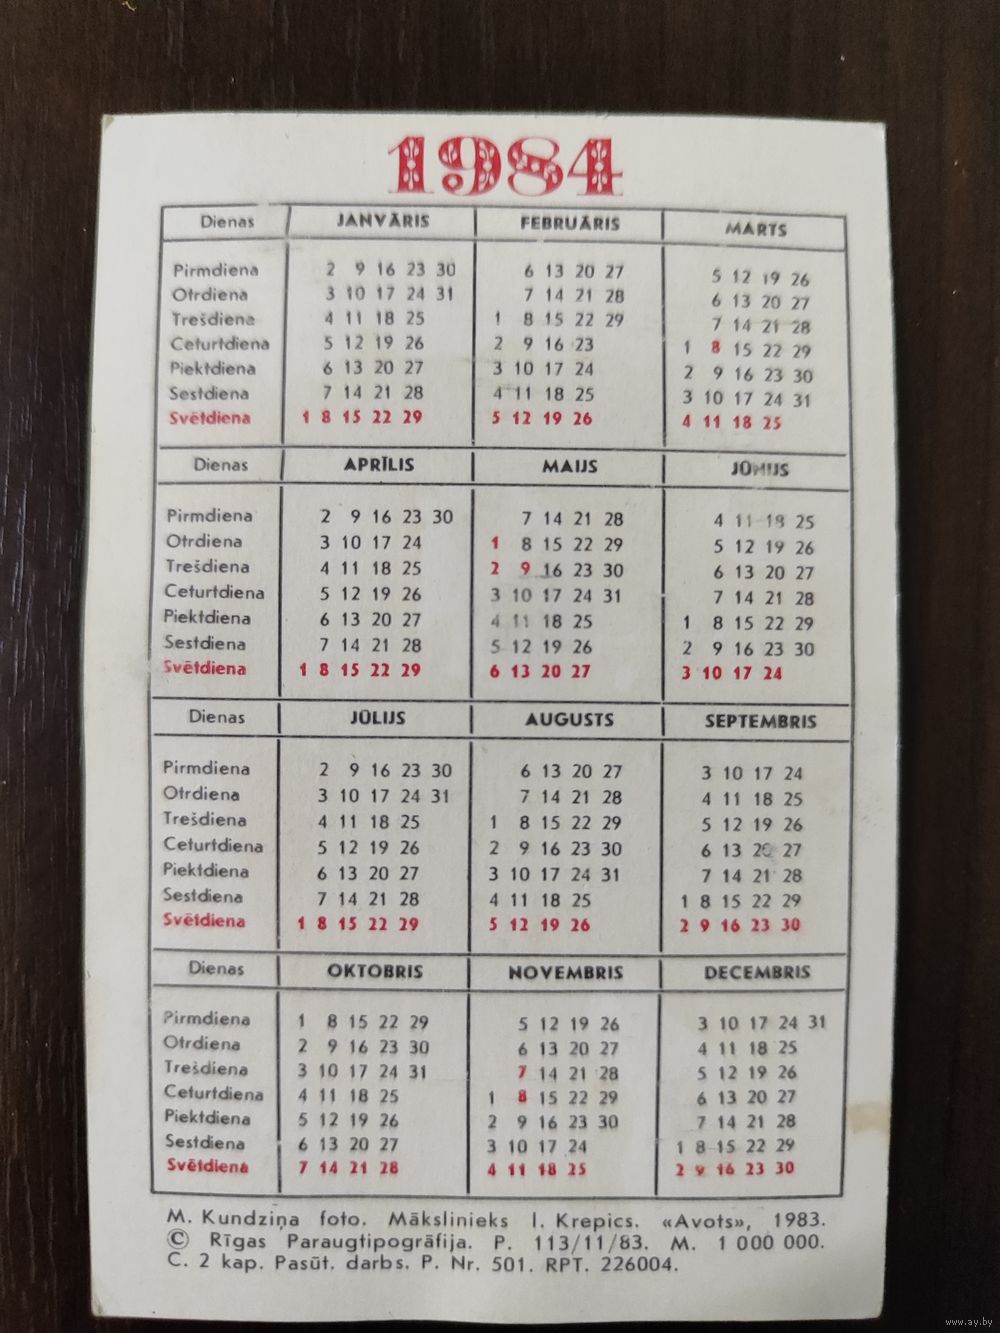 1984
Dienas JANVĀRIS FEBRUĀRIS MARTS
Pirmdiena 2 9 16 23 30 6 13 20 27 5 12 19 26
Otrdiena 3 10 17 24 31 7 14 21 28 6 13 20 27
Trešdiena 4 11 18 25 1 8 15 22 29 7 14 21 28
Ceturtdiena 5 12 19 26 2 9 16 23 1 8 15 22 29
Piektdiena 6 13 20 27 3 10 17 24 2 9 16 23 30
Sestdiena 7 14 21 28 4 11 18 25 3 10 17 24 31
Svētdiena 1 8 15 22 29 5 12 19 26 4 11 18 25
Dienas APRĪLIS MAIJS JŪNIJS
Pirmdiena 2 9 16 23 30 7 14 21 28 4 11 18 25
Otrdiena 3 10 17 24 1 8 15 22 29 5 12 19 26
Trešdiena 4 11 18 25 2 9 16 23 30 6 13 20 27
Ceturtdiena 5 12 19 26 3 10 17 24 31 7 14 21 28
Piektdiena 6 13 20 27 4 11 18 25 1 8 15 22 29
Sestdiena 7 14 21 28 5 12 19 26 2 9 16 23 30
Svētdiena 1 8 15 22 29 6 13 20 27 3 10 17 24
Dienas JŪLIJS AUGUSTS SEPTEMBRIS
Pirmdiena 2 9 16 23 30 6 13 20 27 3 10 17 24
Otrdiena 3 10 17 24 31 7 14 21 28 4 11 18 25
Trešdiena 4 11 18 25 1 8 15 22 29 5 12 19 26
Ceturtdiena 5 12 19 26 2 9 16 23 30 6 13 20 27
Piektdiena 6 13 20 27 3 10 17 24 31 7 14 21 28
Sestdiena 7 14 21 28 4 11 18 25 1 8 15 22 29
Svētdiena 1 8 15 22 29 5 12 19 26 2 9 16 23 30
Dienas OKTOBRIS NOVEMBRIS DECEMBRIS
Pirmdiena 1 8 15 22 29 5 12 19 26 3 10 17 24 31
Otrdiena 2 9 16 23 30 6 13 20 27 4 11 18 25
Trešdiena 3 10 17 24 31 7 14 21 28 5 12 19 26
Ceturtdiena 4 11 18 25 1 8 15 22 29 6 13 20 27
Piektdiena 5 12 19 26 2 9 16 23 30 7 14 21 28
Sestdiena 6 13 20 27 3 10 17 24 1 8 15 22 29
Svētdiena 7 14 21 28 4 11 18 25 2 9 16 23 30
M. Kundziņa foto. Mākslinieks I. Krepics. «Avots», 1983.
© Rīgas Paraugtipogrāfija. P. 113/11/83. M. 1 000 000.
C. 2 kap. Pasūt. darbs. P. Nr. 501. RPT. 226004.
www.ay.by